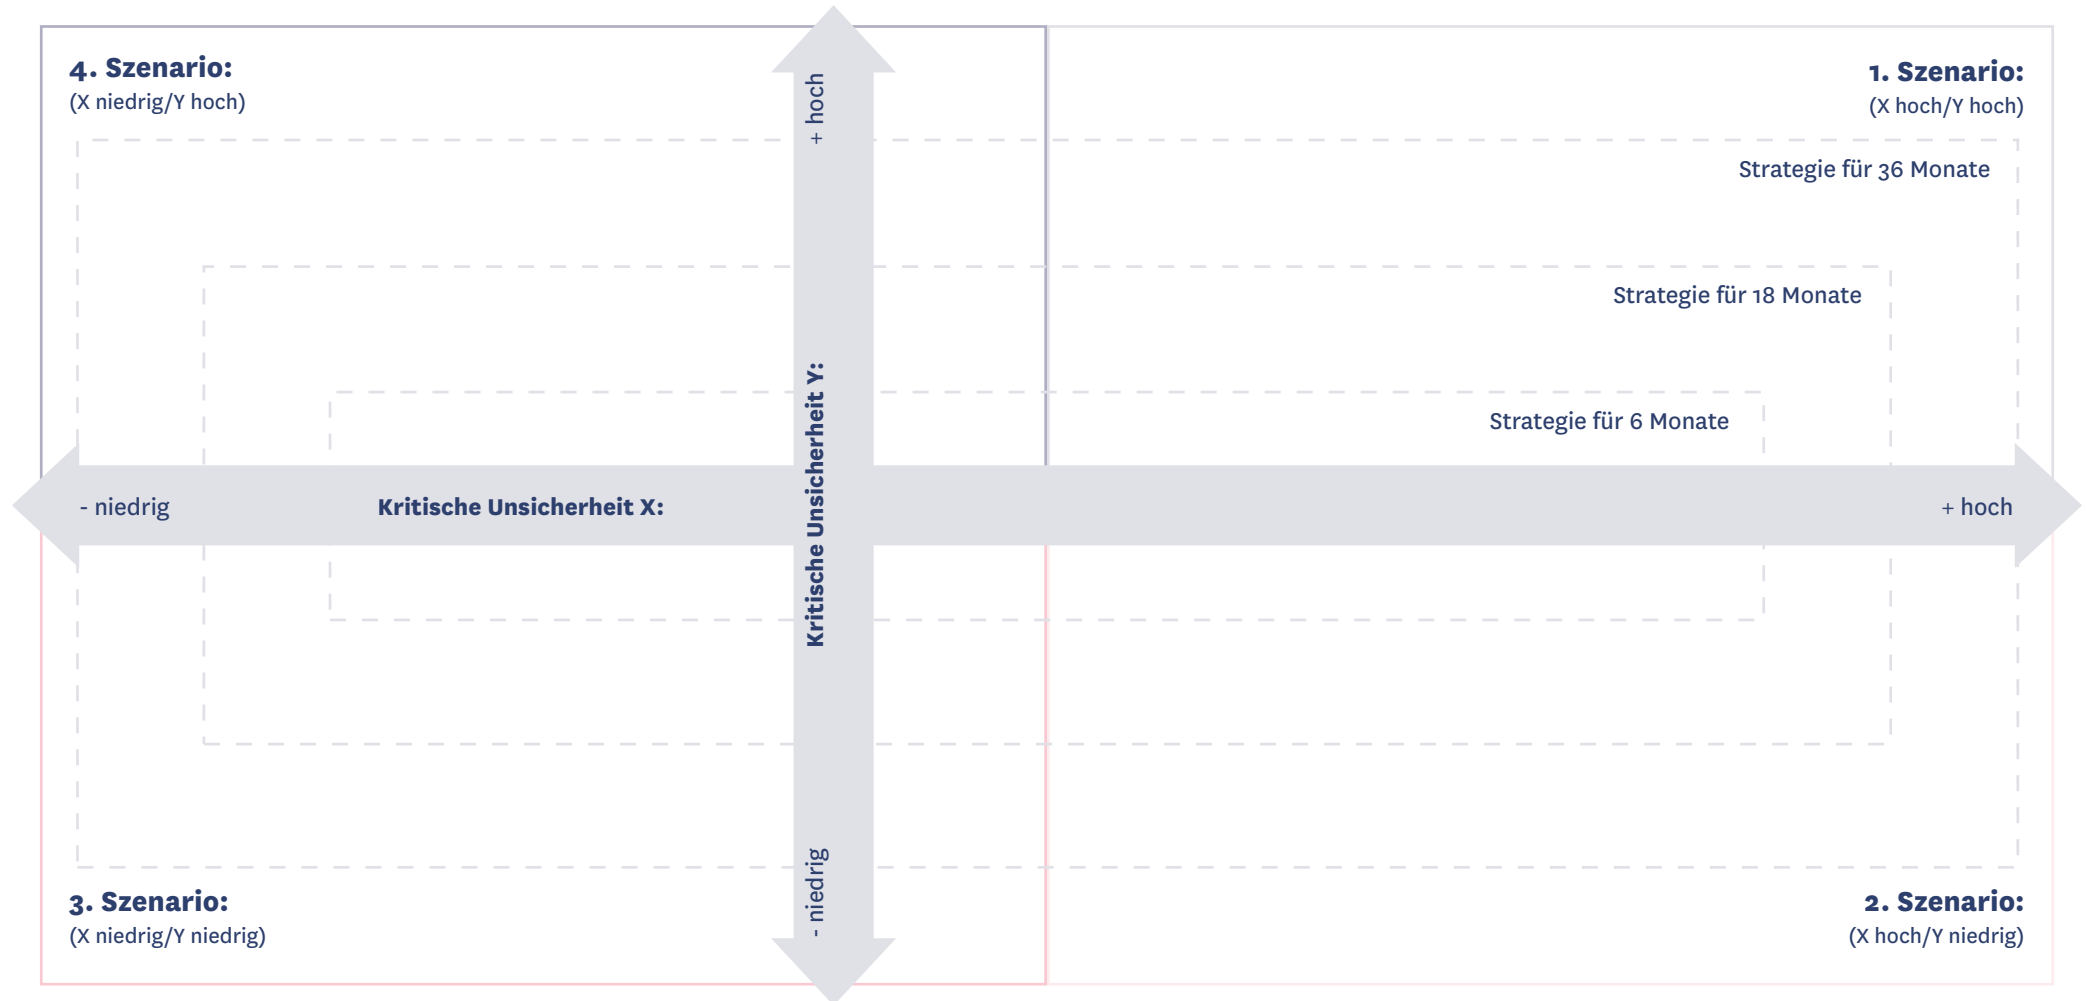 4. Szenario:
(X niedrig/Y hoch)
1. Szenario:
(X hoch/Y hoch)
+ hoch
Strategie für 36 Monate
Strategie für 18 Monate
Strategie für 6 Monate
Kritische Unsicherheit Y:
- niedrig
Kritische Unsicherheit X:
+ hoch
- niedrig
3. Szenario:
(X niedrig/Y niedrig)
2. Szenario:
(X hoch/Y niedrig)